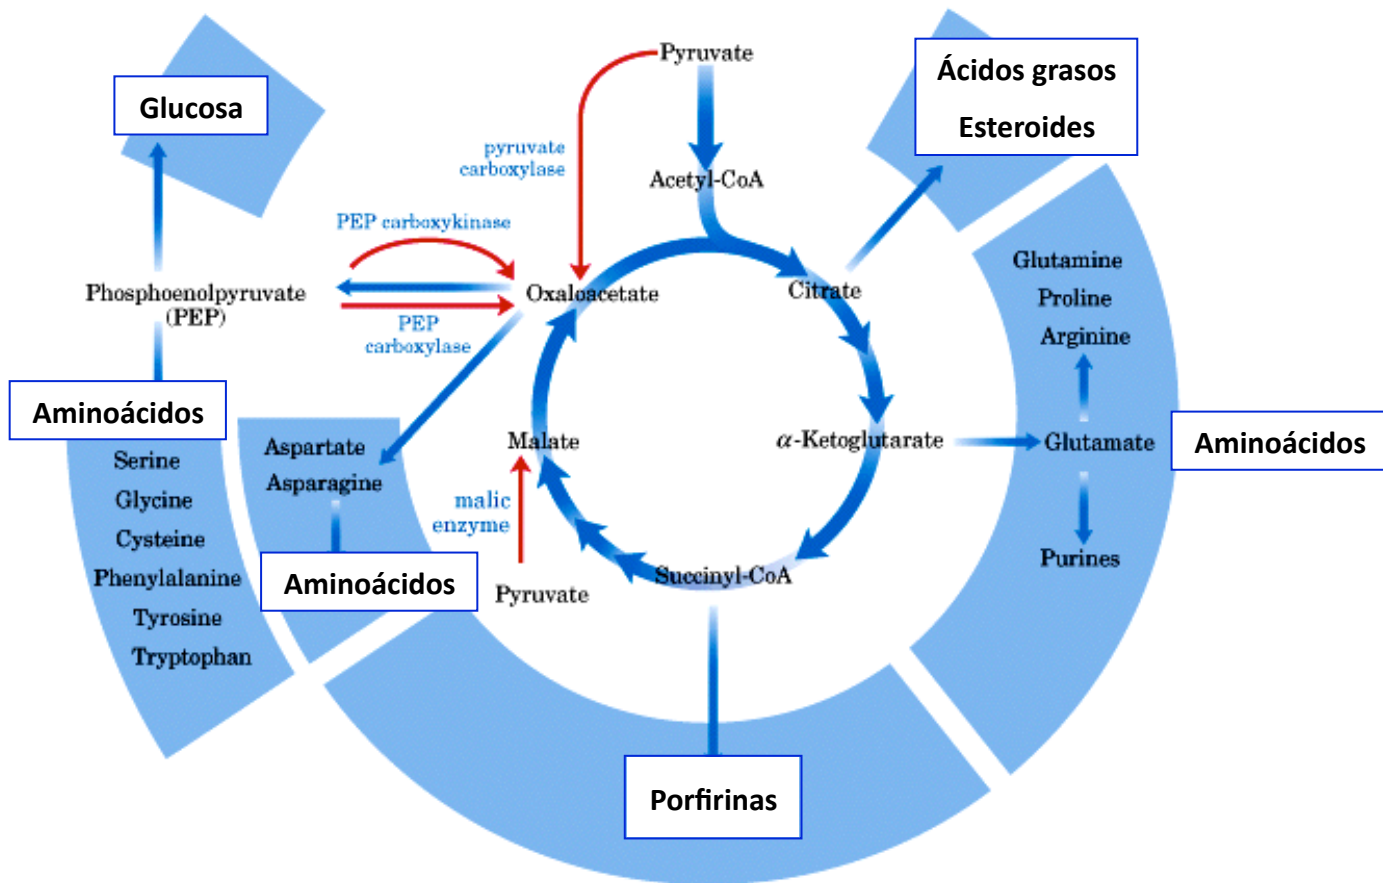 Pyruvate
Ácidos grasos
Esteroides
Glucosa
pyruvate
carboxylase
Acetyl-CoA
PEP carboxykinase
Phosphoenolpyruvate
(PEP)
Oxaloacetate
Citrate
PEP
carboxylase
Glutamine
Proline
Arginine
Aminoácidos
Serine
Glycine
Cysteine
Phenylalanine
Tyrosine
Tryptophan
Aspartate
Asparagine
Aminoácidos
Malate
malic
enzyme
Pyruvate
α-Ketoglutarate
Glutamate
Aminoácidos
Purines
Succinyl-CoA
Porfirinas